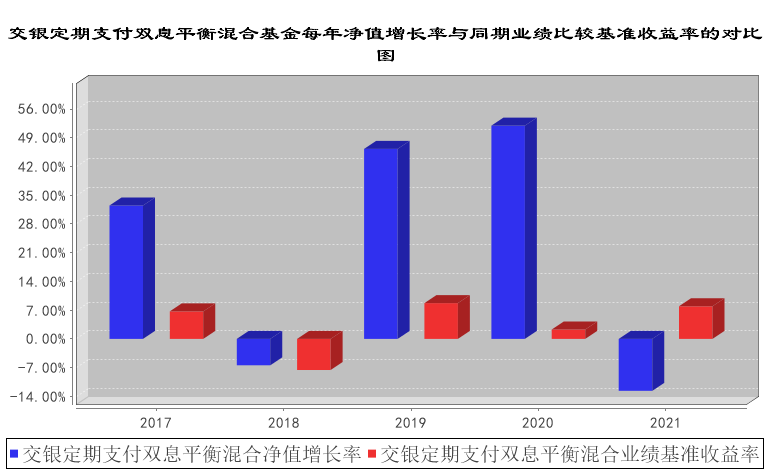 交银定期支付双息平衡混合基金每年净值增长率与同期业绩比较基准收益率的对比
图
56.00%
49.00%
42.00%
35.00%
28.00%
21.00%
14.00%
7.00%
0.00%
-7.00%
-14.00%
2017 2018 2019 2020 2021
交银定期支付双息平衡混合净值增长率 交银定期支付双息平衡混合业绩基准收益率